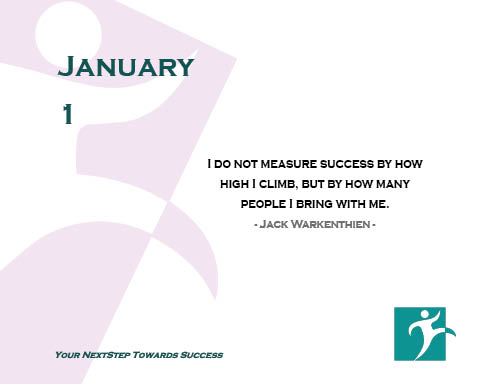 January
1
I do not measure success by how
high I climb, but by how many
people I bring with me.
- Jack Warkenthien -
Your NextStep Towards Success